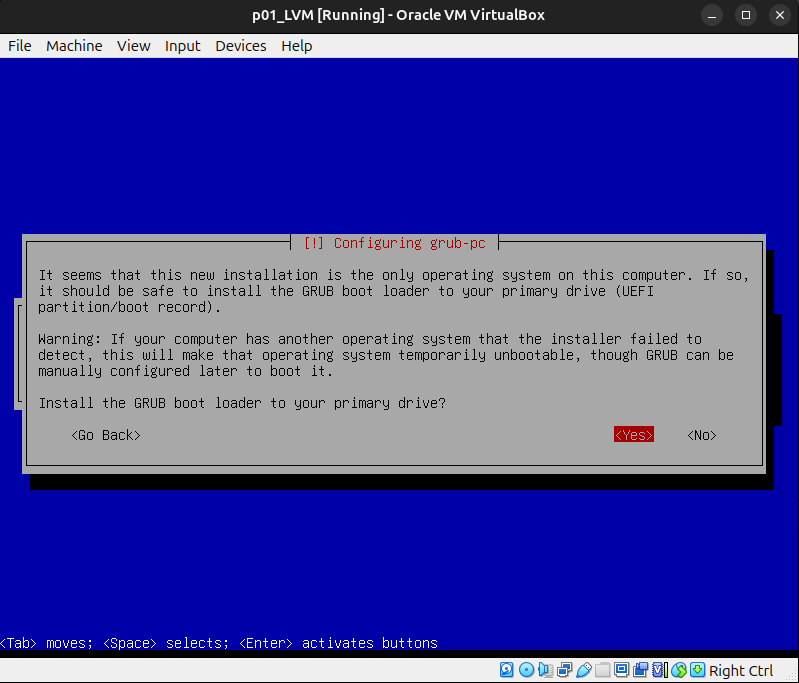 p01_LVM [Running] - Oracle VM VirtualBox
File Machine View Input Devices Help
[!] Configuring grub-pc
It seems that this new installation is the only operating system on this computer. If so,
it should be safe to install the GRUB boot loader to your primary drive (UEFI
partition/boot record).
Warning: If your computer has another operating system that the installer failed to
detect, this will make that operating system temporarily unbootable, though GRUB can be
manually configured later to boot it.
Install the GRUB boot loader to your primary drive?
<Go Back> <Yes> <No>
<Tab> moves; <Space> selects; <Enter> activates buttons
Right Ctrl